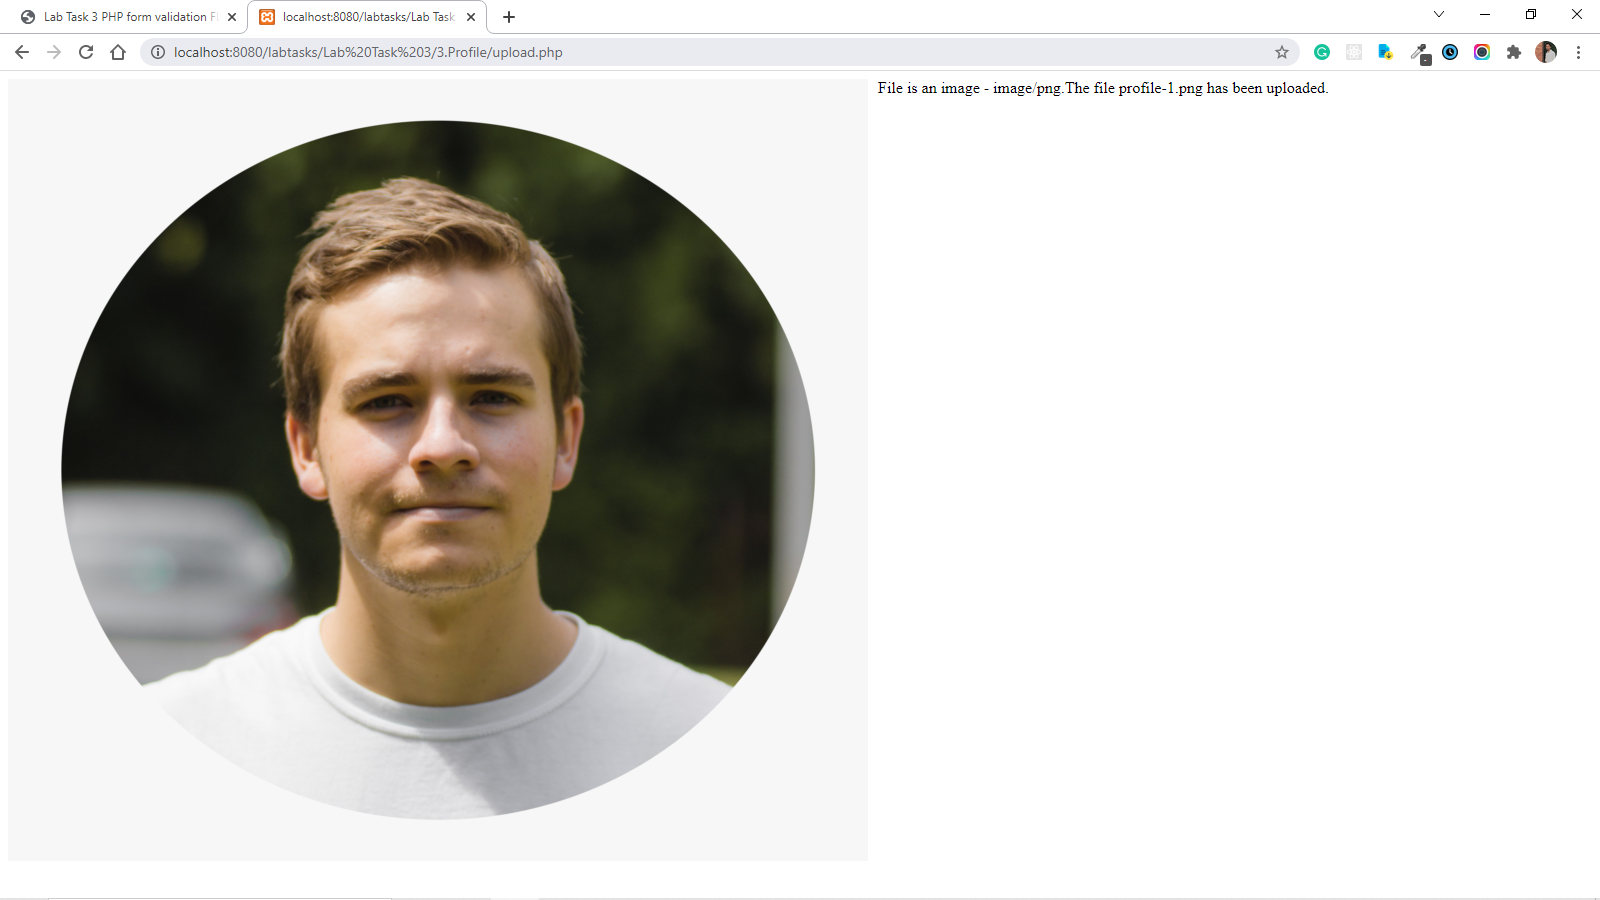 Lab Task 3 PHP form validation F
localhost:8080/labtasks/Lab Task
localhost:8080/labtasks/Lab%20Task%203/3.Profile/upload.php
File is an image - image/png.The file profile-1.png has been uploaded.